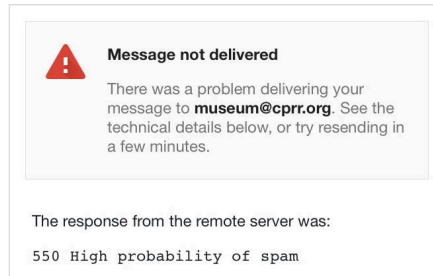 Message not delivered
There was a problem delivering your
message to museum@cprr.org. See the
technical details below, or try resending in
a few minutes.
The response from the remote server was:
550 High probability of spam